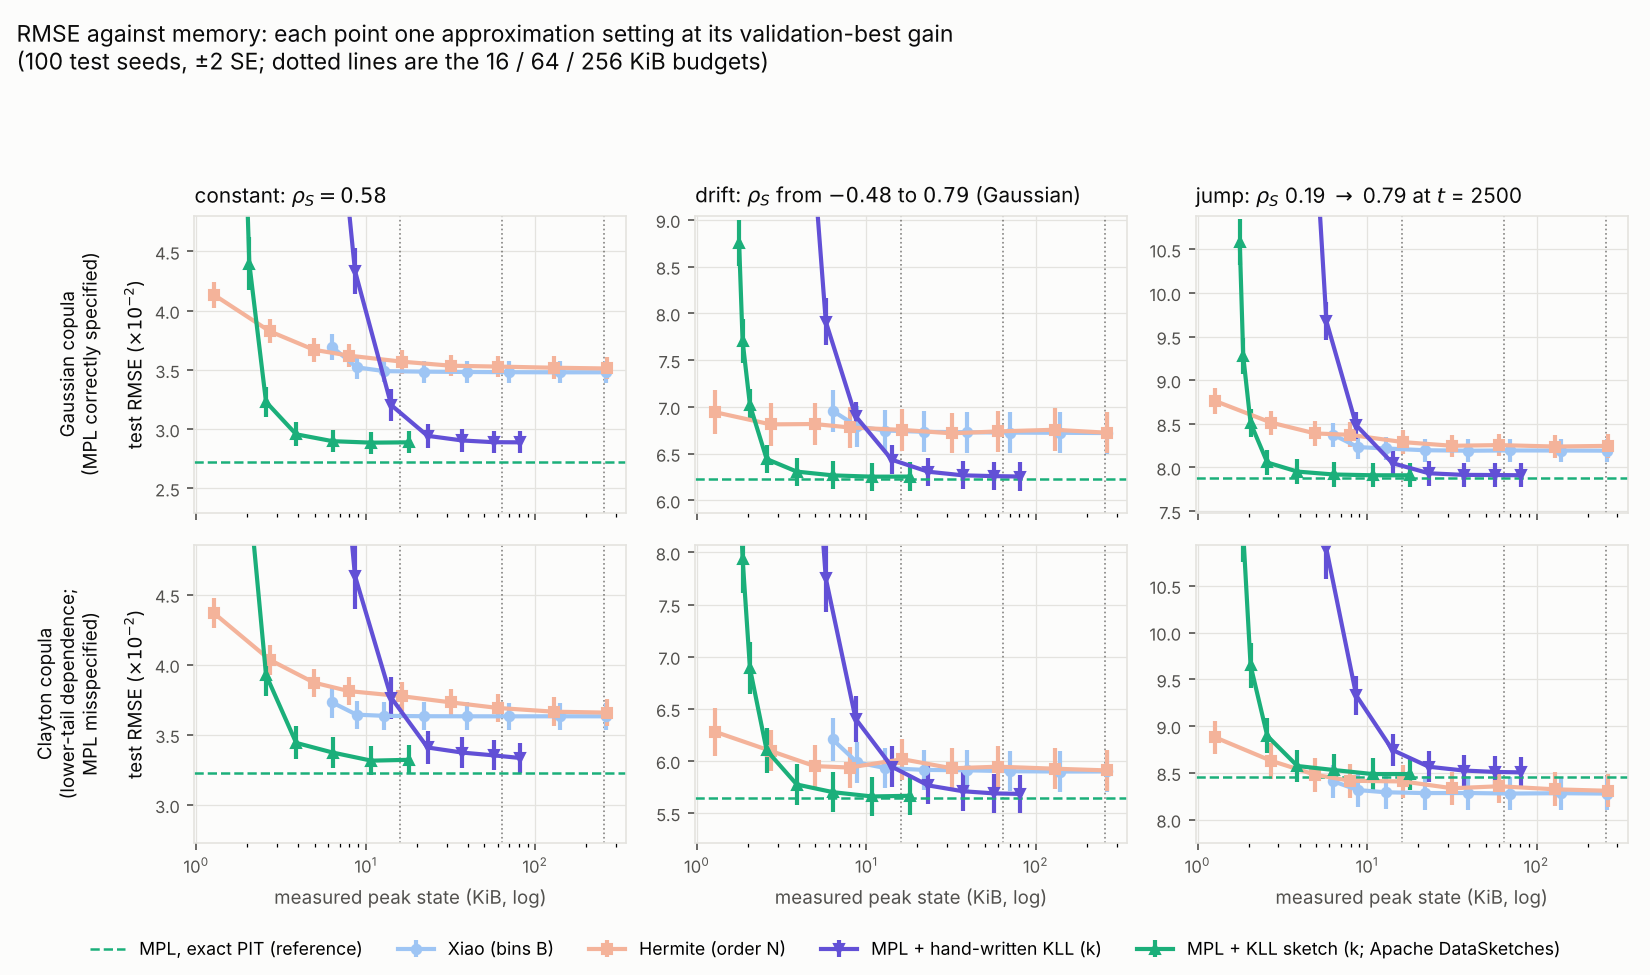 RMSE against memory: each point one approximation setting at its validation-best gain
(100 test seeds, ±2 SE; dotted lines are the 16 / 64 / 256 KiB budgets)
constant: ρS = 0.58
drift: ρS from −0.48 to 0.79 (Gaussian)
jump: ρS 0.19 → 0.79 at t = 2500
Gaussian copula
(MPL correctly specified)
test RMSE (×10⁻²)
4.5
4.0
3.5
3.0
2.5
9.0
8.5
8.0
7.5
7.0
6.5
6.0
10.5
10.0
9.5
9.0
8.5
8.0
7.5
Clayton copula
(lower-tail dependence;
MPL misspecified)
test RMSE (×10⁻²)
4.5
4.0
3.5
3.0
8.0
7.5
7.0
6.5
6.0
5.5
10.5
10.0
9.5
9.0
8.5
8.0
10⁰ 10¹ 10²
10⁰ 10¹ 10²
10⁰ 10¹ 10²
measured peak state (KiB, log)
measured peak state (KiB, log)
measured peak state (KiB, log)
MPL, exact PIT (reference)
Xiao (bins B)
Hermite (order N)
MPL + hand-written KLL (k)
MPL + KLL sketch (k; Apache DataSketches)